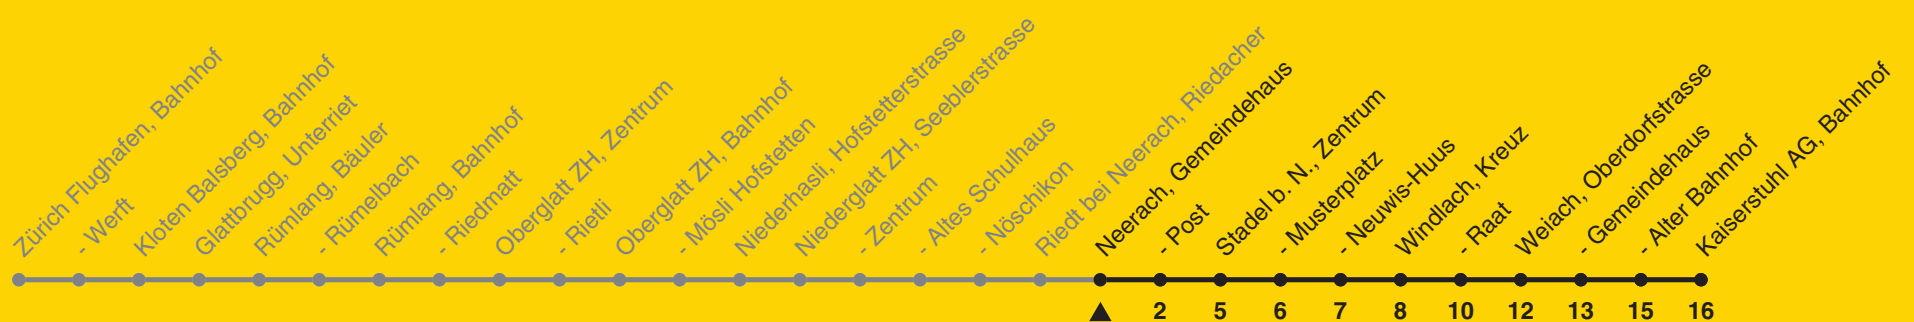 Zürich Flughafen, Bahnhof
- Werft
Kloten Balsberg, Bahnhof
Glattbrugg, Unterriet
Rümlang, Bäuler
- Rümelbach
Rümlang, Bahnhof
- Riedmatt
Oberglatt ZH, Zentrum
- Rietli
Oberglatt ZH, Bahnhof
- Mösli Hofstetten
Niederhasli, Hofstetterstrasse
Niederglatt ZH, Seeblerstrasse
- Zentrum
- Altes Schulhaus
- Nöschikon
Riedt bei Neerach, Riedacher
Neerach, Gemeindehaus
- Post
Stadel b. N., Zentrum
- Musterplatz
- Neuwis-Huus
Windlach, Kreuz
- Raat
Weiach, Oberdorfstrasse
- Gemeindehaus
- Alter Bahnhof
Kaiserstuhl AG, Bahnhof
2 5 6 7 8 10 12 13 15 16